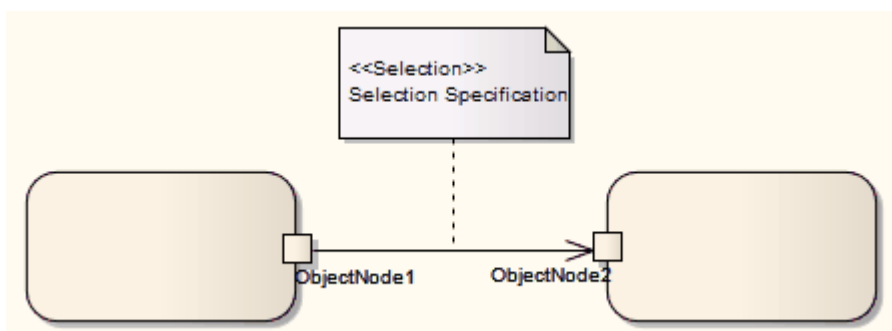 <<Selection>>
Selection Specification
ObjectNode1
ObjectNode2